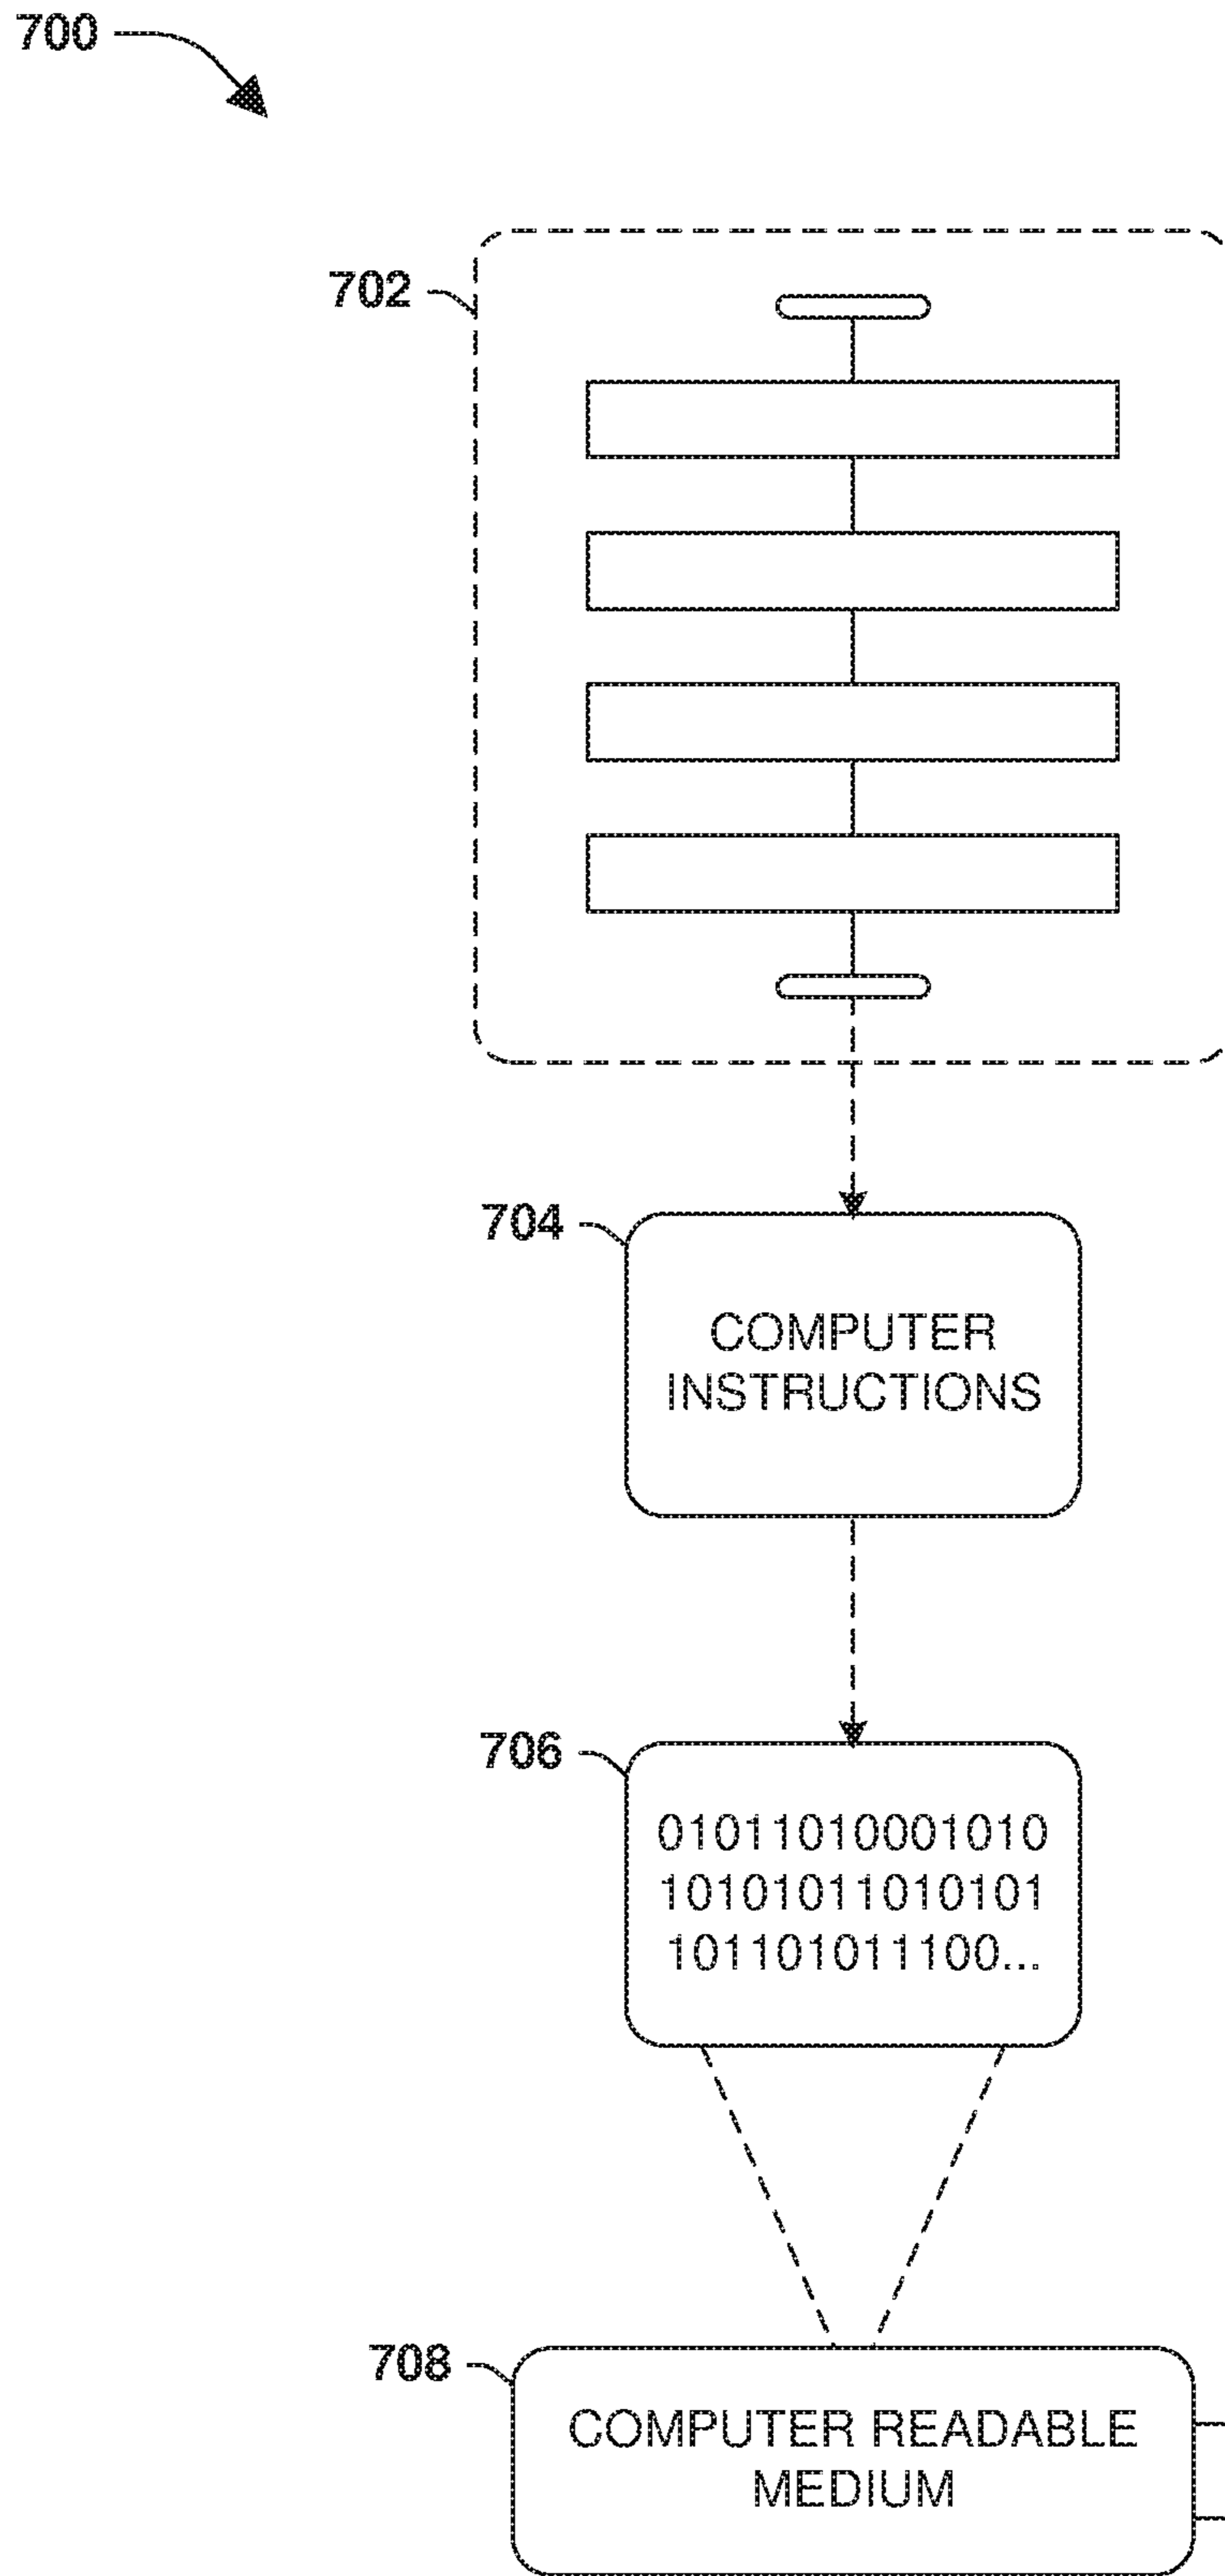 700
702
704
COMPUTER
INSTRUCTIONS
706
01011010001010
10101011010101
101101011100...
708
COMPUTER READABLE
MEDIUM